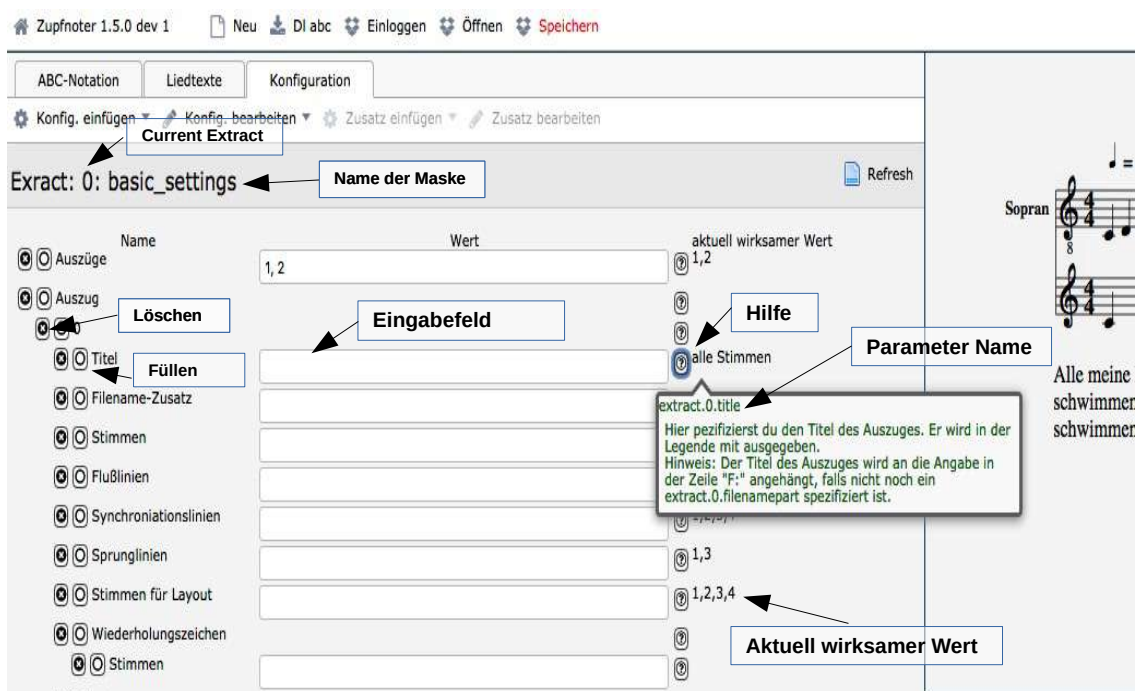 Zupfnoter 1.5.0 dev 1 Neu Dl abc Einloggen Öffnen Speichern
ABC-Notation Liedtexte Konfiguration
Konfig. einfügen Konfig. bearbeiten Zusatz einfügen Zusatz bearbeiten
Current Extract
Exract: 0: basic_settings
Name der Maske
Refresh
Sopran
8
Name Wert aktuell wirksamer Wert
Auszüge 1, 2 1,2
Auszug
Löschen
Eingabefeld
Hilfe
0
Titel alle Stimmen
Füllen
Parameter Name
Filename-Zusatz
extract.0.title
Hier pezifizierst du den Titel des Auszuges. Er wird in der
Legende mit ausgegeben.
Hinweis: Der Titel des Auszuges wird an die Angabe in
der Zeile "F:" angehängt, falls nicht noch ein
extract.0.filenamepart spezifiziert ist.
Stimmen
Flußlinien
Synchroniationslinien
Sprunglinien 1,3
Stimmen für Layout 1,2,3,4
Wiederholungszeichen
Aktuell wirksamer Wert
Stimmen
Alle meine
schwimmen
schwimmen